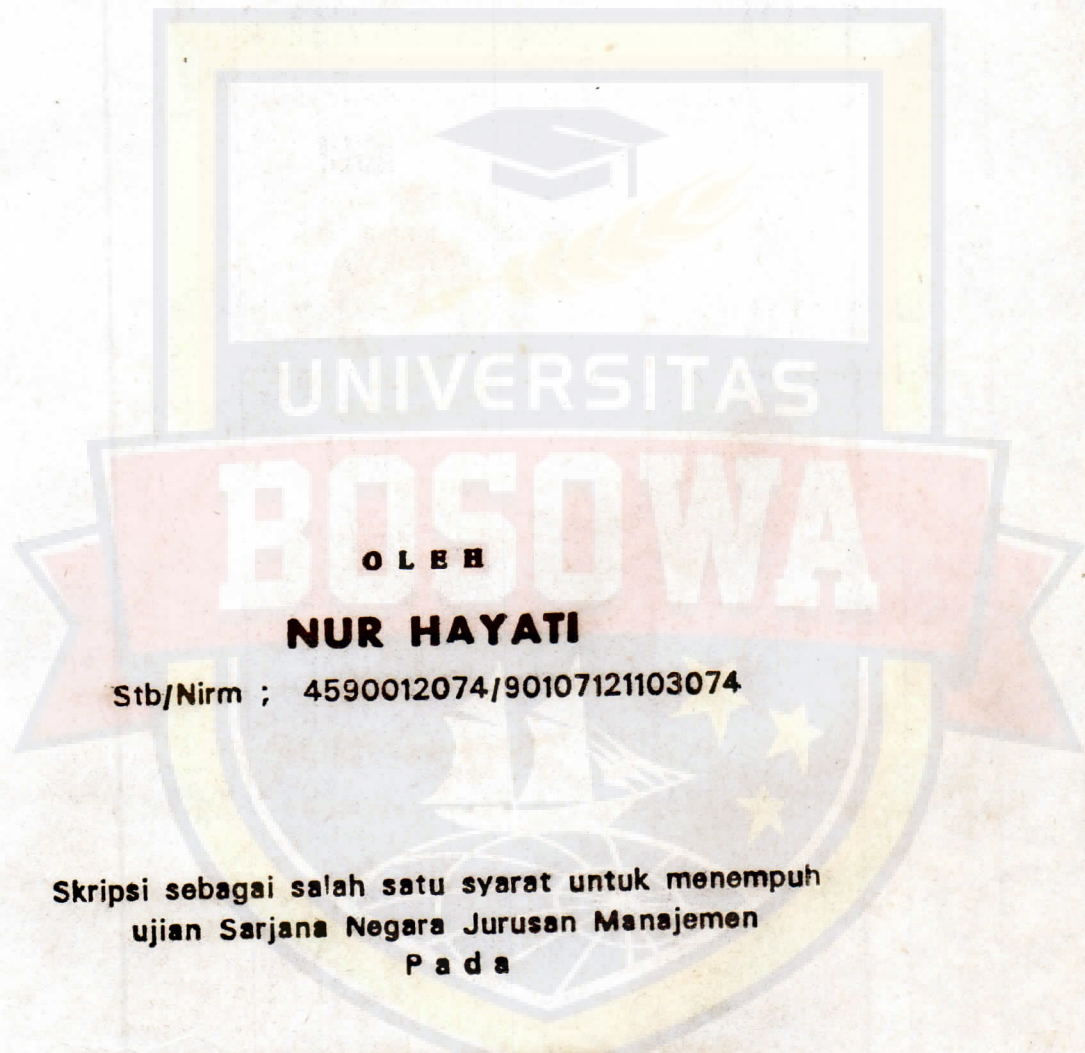 UNIVERSITAS
BOSOWA
OLEH
NUR HAYATI
Stb/Nirm ; 4590012074/90107121103074
Skripsi sebagai salah satu syarat untuk menempuh
ujian Sarjana Negara Jurusan Manajemen
Pada